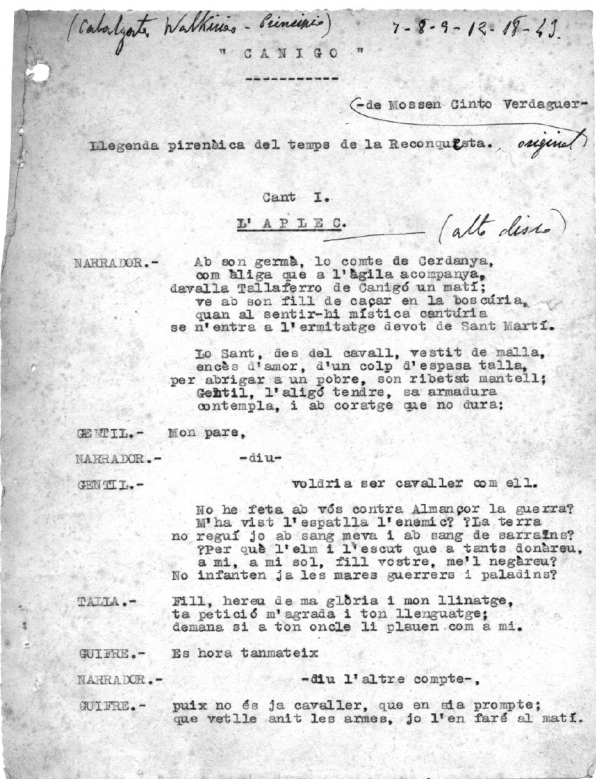 (Cabalgata Walkirias - Principio)
7-8-9-12-18-43.
" CANIGO "
-----------
-de Mossen Cinto Verdaguer-
Llegenda pirenàica del temps de la Reconquesta. original
Cant I.
L'APLEC.
(alto disco)
NARRADOR.- Ab son germà, lo comte de Cerdanya,
com àliga que a l'àgila acompanya,
davalla Tallaferro de Canigó un matí;
ve ab son fill de caçar en la boscúria,
quan al sentir-hi mística cantúria
se n'entra a l'ermitatge devot de Sant Martí.
Lo Sant, des del cavall, vestit de malla,
encès d'amor, d'un colp d'espasa talla,
per abrigar a un pobre, son ribetat mantell;
Gentil, l'aligó tendre, sa armadura
contempla, i ab coratge que no dura:
GENTIL.- Mon pare,
NARRADOR.- -diu-
GENTIL.- voldria ser cavaller com ell.
No he feta ab vós contra Almançor la guerra?
M'ha vist l'espatlla l'enemic? ?La terra
no reguí jo ab sang meva i ab sang de sarraïns?
?Per què l'elm i l'escut que a tants donàreu,
a mi, a mi sol, fill vostre, me'l negàreu?
No infanten ja les mares guerrers i paladins?
TALLA.- Fill, hereu de ma glòria i mon llinatge,
ta petició m'agrada i ton llenguatge;
demana si a ton oncle li plauen com a mi.
GUIFRE.- Es hora tanmateix
NARRADOR.- -diu l'altre compte-,
GUIFRE.- puix no és ja cavaller, que en sia prompte;
que vetlle anit les armes, jo l'en faré al matí.